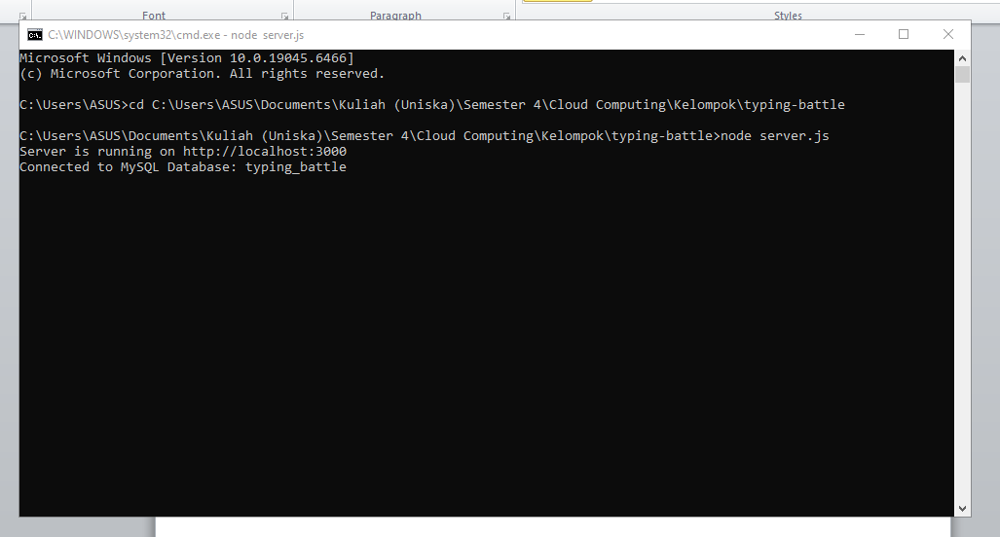 Font
Paragraph
Styles
C:\WINDOWS\system32\cmd.exe - node server.js
Microsoft Windows [Version 10.0.19045.6466]
(c) Microsoft Corporation. All rights reserved.
C:\Users\ASUS>cd C:\Users\ASUS\Documents\Kuliah (Uniska)\Semester 4\Cloud Computing\Kelompok\typing-battle
C:\Users\ASUS\Documents\Kuliah (Uniska)\Semester 4\Cloud Computing\Kelompok\typing-battle>node server.js
Server is running on http://localhost:3000
Connected to MySQL Database: typing_battle